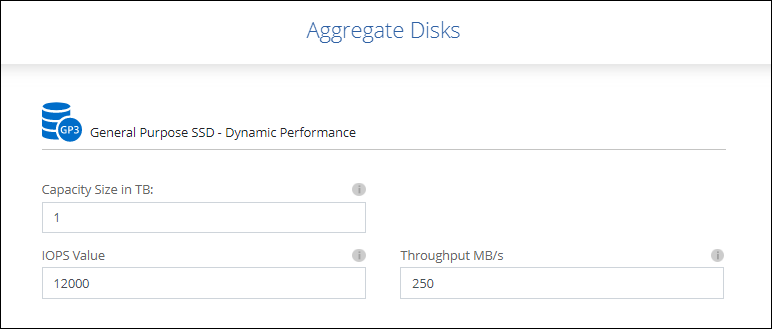 Aggregate Disks
GP3
General Purpose SSD - Dynamic Performance
Capacity Size in TB:
i
1
IOPS Value
i
Throughput MB/s
i
12000
250